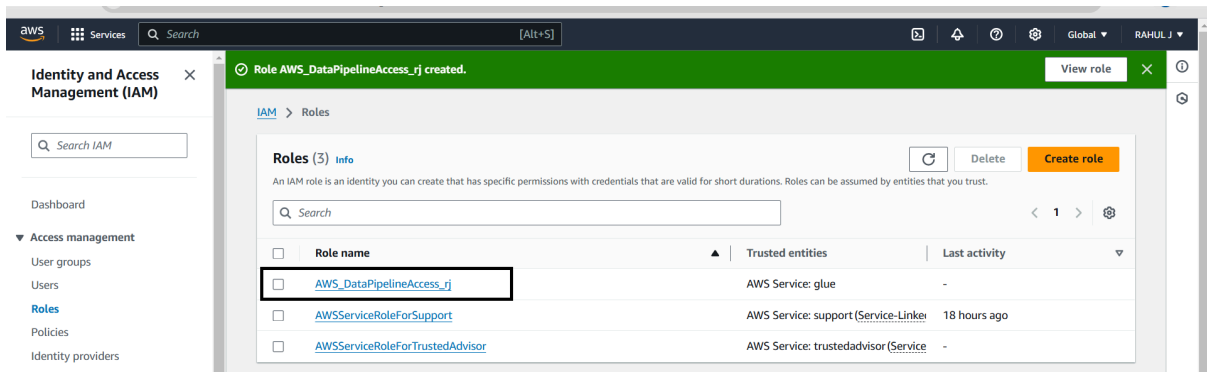 aws Services Search [Alt+S] Global RAHUL J
Identity and Access Management (IAM)
Search IAM
Dashboard
Access management
User groups
Users
Roles
Policies
Identity providers
Role AWS_DataPipelineAccess_rj created. View role
IAM > Roles
Roles (3) Info Delete Create role
An IAM role is an identity you can create that has specific permissions with credentials that are valid for short durations. Roles can be assumed by entities that you trust.
Search 1
Role name Trusted entities Last activity
AWS_DataPipelineAccess_rj AWS Service: glue -
AWSServiceRoleForSupport AWS Service: support (Service-Linked 18 hours ago
AWSServiceRoleForTrustedAdvisor AWS Service: trustedadvisor (Service -